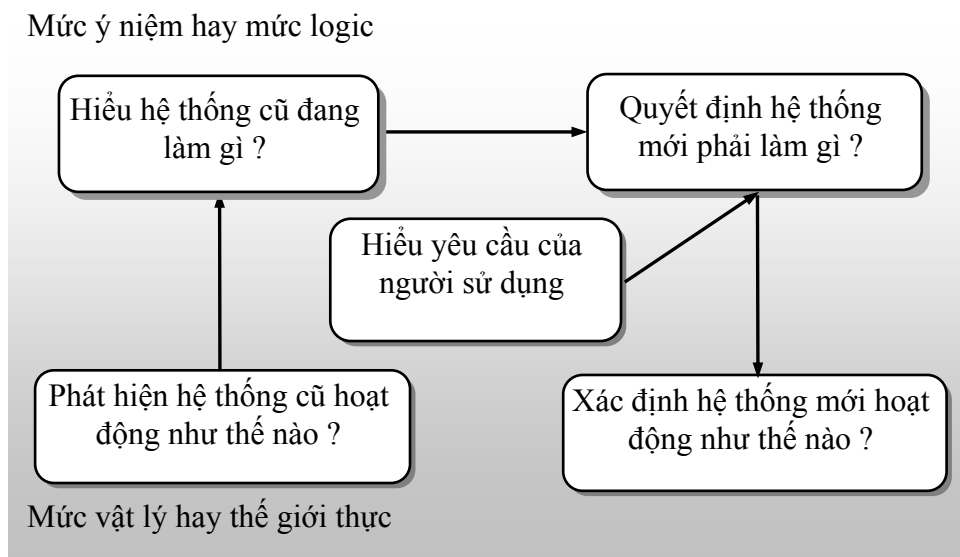 Mức ý niệm hay mức logic
Hiểu hệ thống cũ đang
làm gì ?
Quyết định hệ thống
mới phải làm gì ?
Hiểu yêu cầu của
người sử dụng
Phát hiện hệ thống cũ hoạt
động như thế nào ?
Xác định hệ thống mới hoạt
động như thế nào ?
Mức vật lý hay thế giới thực